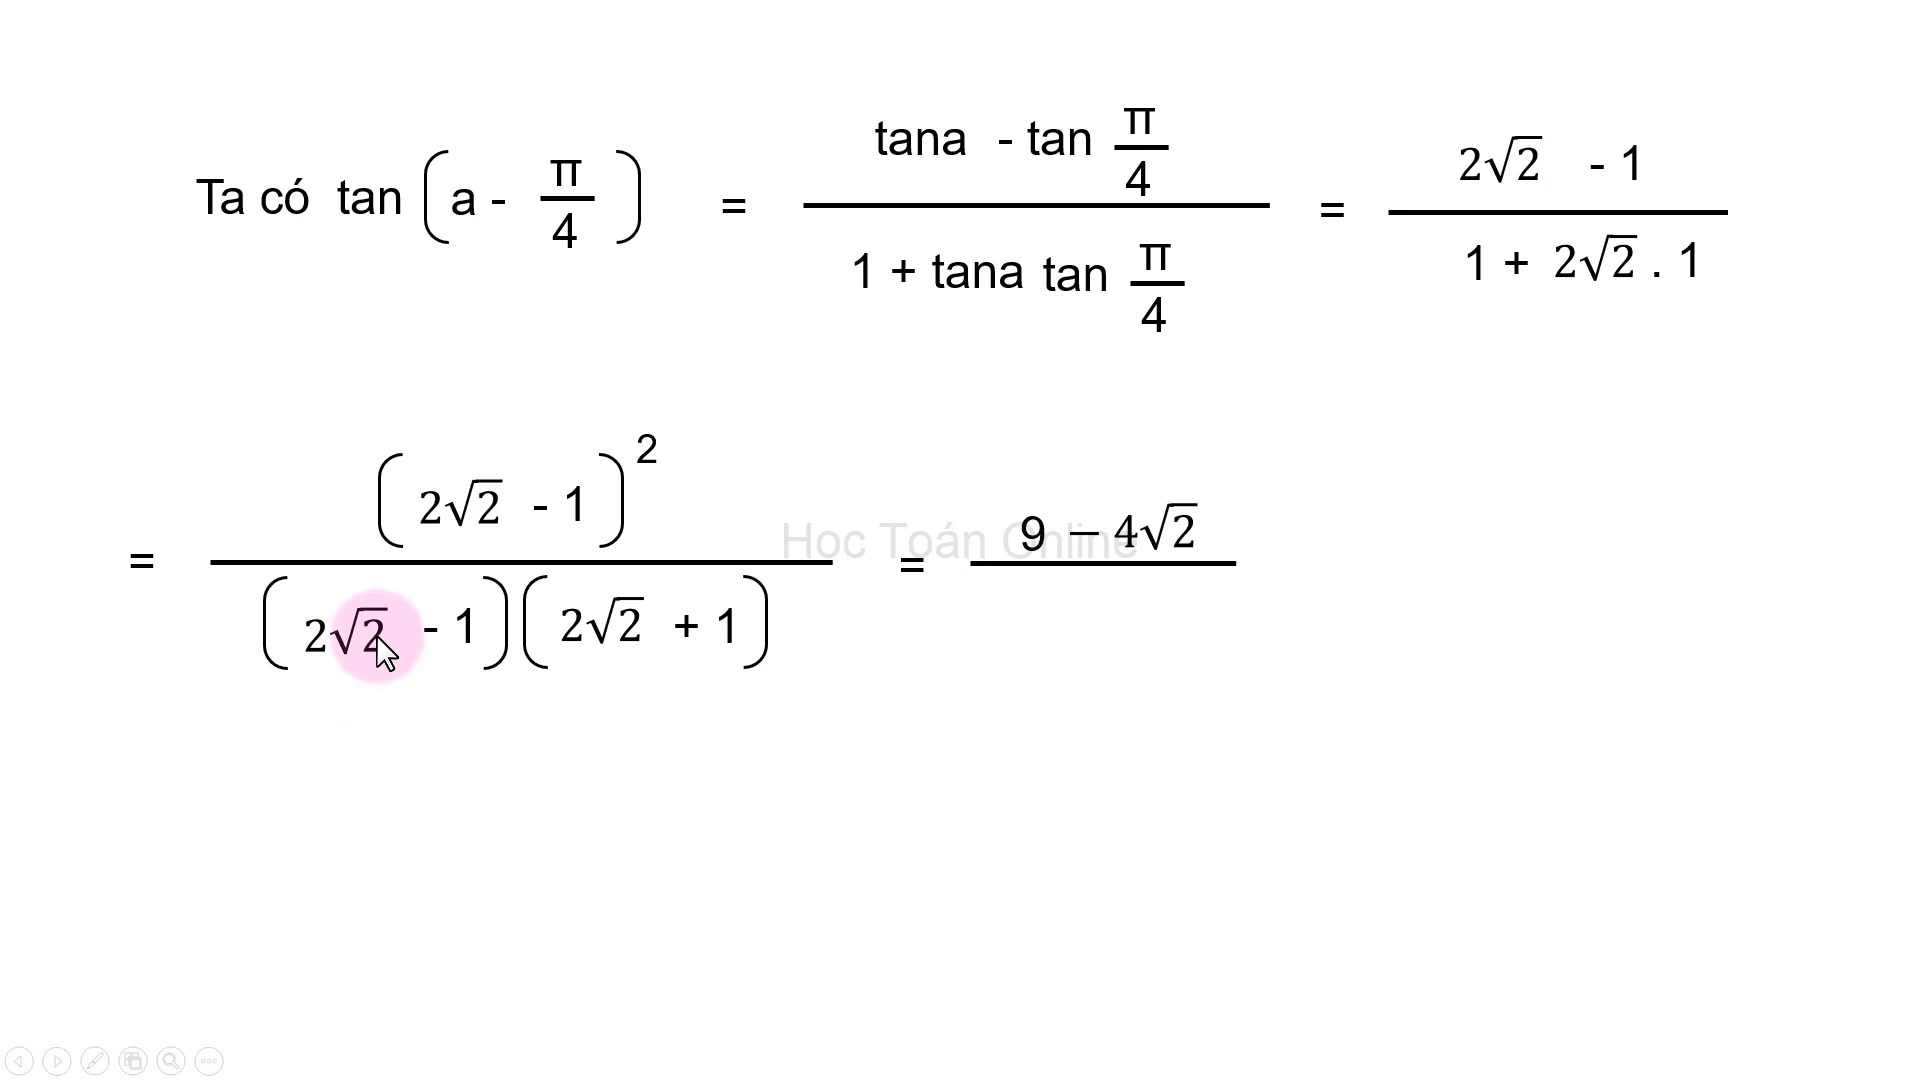 Ta có tan ( a - π/4 ) = (tana - tan π/4) / (1 + tana tan π/4) = (2√2 - 1) / (1 + 2√2 . 1)
= (2√2 - 1)² / (2√2 - 1)(2√2 + 1) = 9 – 4√2
Hoc Toán Online